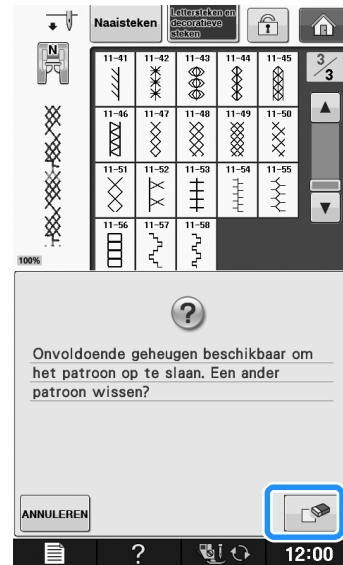 Naaisteken
Lettersteken en
decoratieve
steken
N
11-41 11-42 11-43 11-44 11-45
3/3
11-46 11-47 11-48 11-49 11-50
11-51 11-52 11-53 11-54 11-55
11-56 11-57 11-58
100%
?
Onvoldoende geheugen beschikbaar om
het patroon op te slaan. Een ander
patroon wissen?
ANNULEREN
? 12:00